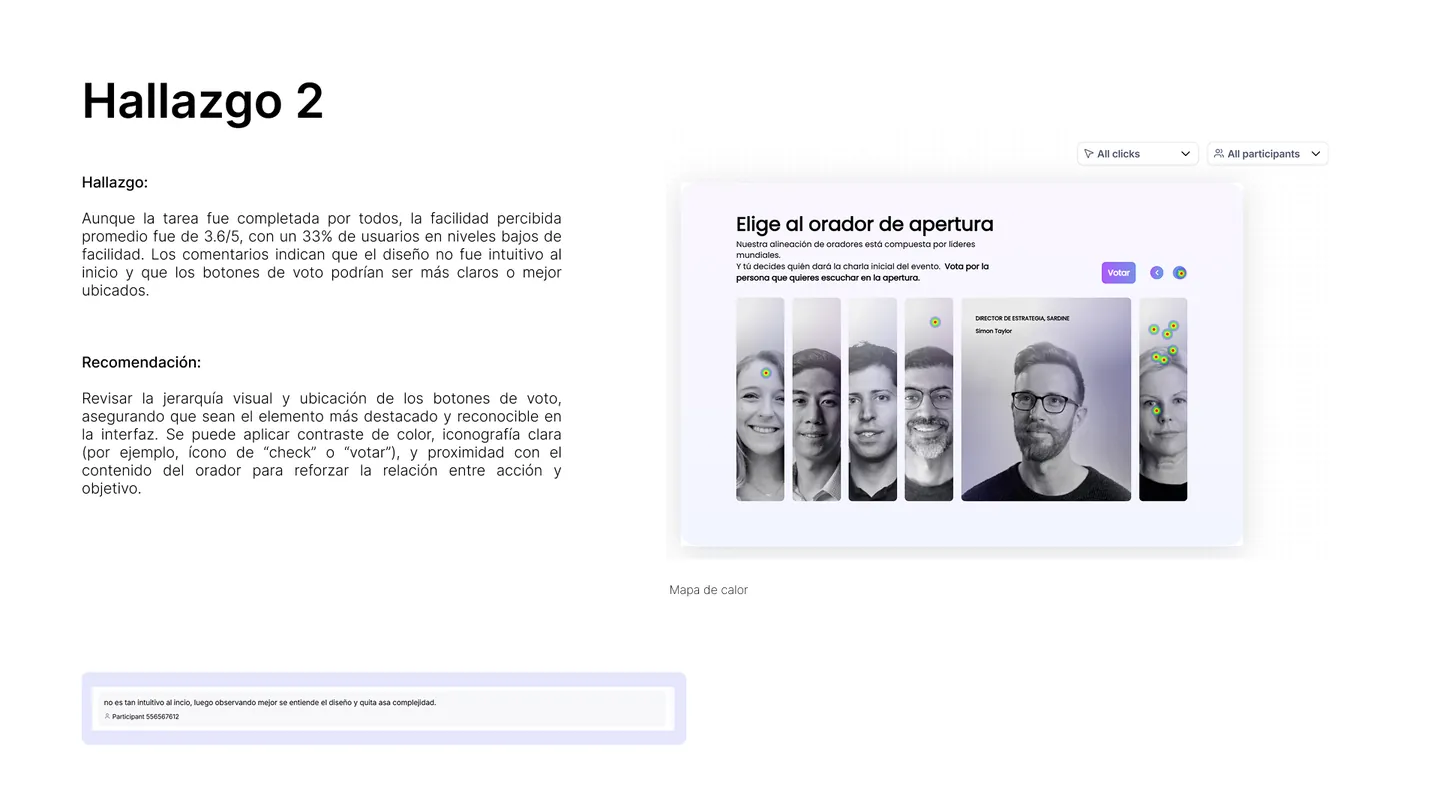 Hallazgo 2
Hallazgo:
Aunque la tarea fue completada por todos, la facilidad percibida
promedio fue de 3.6/5, con un 33% de usuarios en niveles bajos de
facilidad. Los comentarios indican que el diseño no fue intuitivo al
inicio y que los botones de voto podrían ser más claros o mejor
ubicados.
Recomendación:
Revisar la jerarquía visual y ubicación de los botones de voto,
asegurando que sean el elemento más destacado y reconocible en
la interfaz. Se puede aplicar contraste de color, iconografía clara
(por ejemplo, ícono de “check” o “votar”), y proximidad con el
contenido del orador para reforzar la relación entre acción y
objetivo.
All clicks
All participants
Elige al orador de apertura
Nuestra alineación de oradores está compuesta por líderes
mundiales.
Y tú decides quién dará la charla inicial del evento. Vota por la
persona que quieres escuchar en la apertura.
Votar
DIRECTOR DE ESTRATEGIA, SARDINE
Simon Taylor
Mapa de calor
no es tan intuitivo al incio, luego observando mejor se entiende el diseño y quita asa complejidad.
Participant 556567612